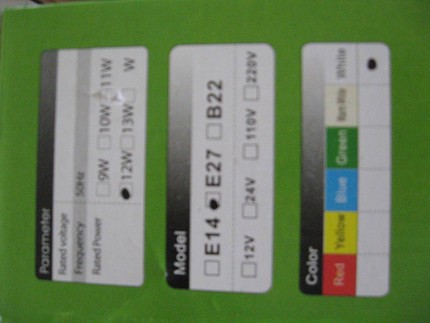 Parameter
Rated voltage
Frequency 50Hz
Rated Power 9W 10W 11W
12W 13W W
Model
E14 E27 B22
12V 24V 110V 220V
Color
Red Yellow Blue Green White